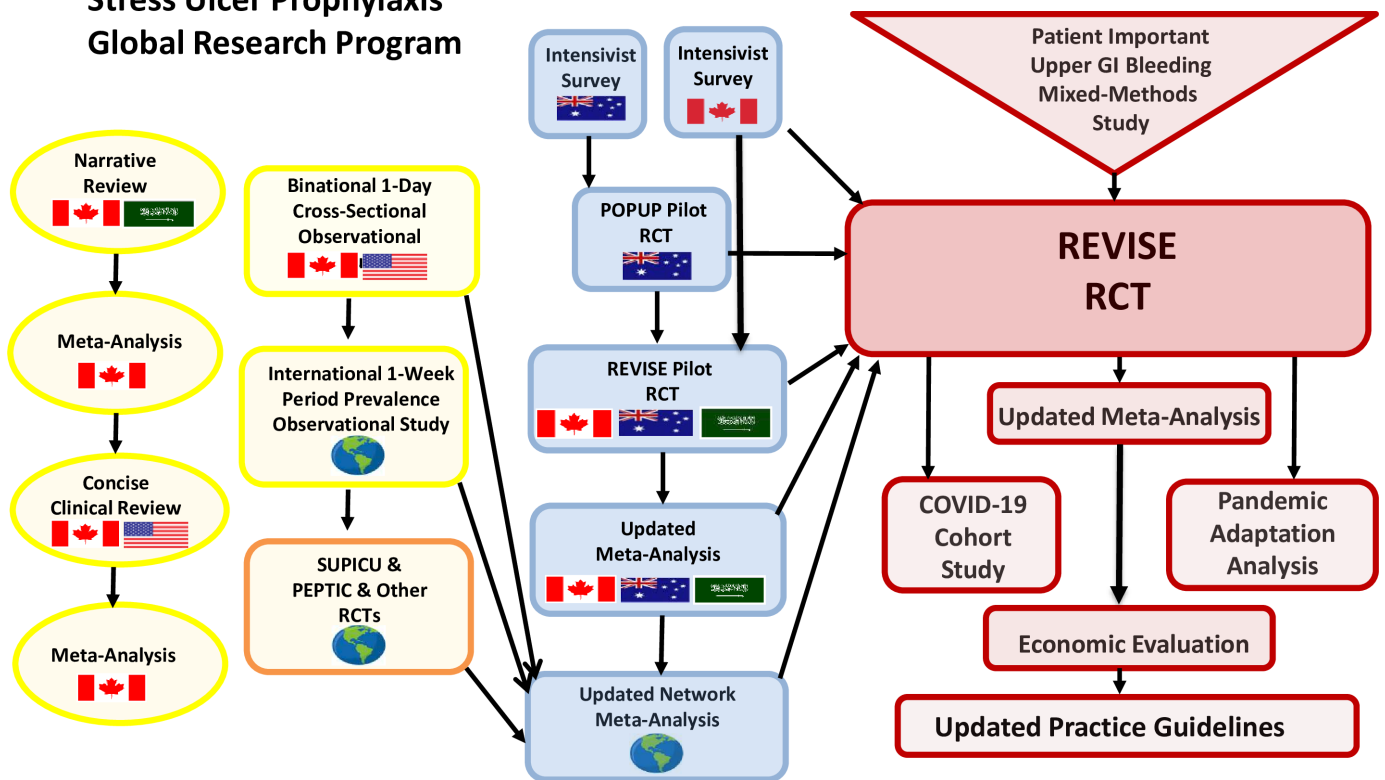 Stress Ulcer Prophylaxis
Global Research Program
Narrative
Review
Meta-Analysis
Concise
Clinical Review
Meta-Analysis
Binational 1-Day
Cross-Sectional
Observational
International 1-Week
Period Prevalence
Observational Study
SUPICU &
PEPTIC & Other
RCTs
Intensivist
Survey
Intensivist
Survey
POPUP Pilot
RCT
REVISE Pilot
RCT
Updated
Meta-Analysis
Updated Network
Meta-Analysis
Patient Important
Upper GI Bleeding
Mixed-Methods
Study
REVISE
RCT
Updated Meta-Analysis
COVID-19
Cohort
Study
Pandemic
Adaptation
Analysis
Economic Evaluation
Updated Practice Guidelines